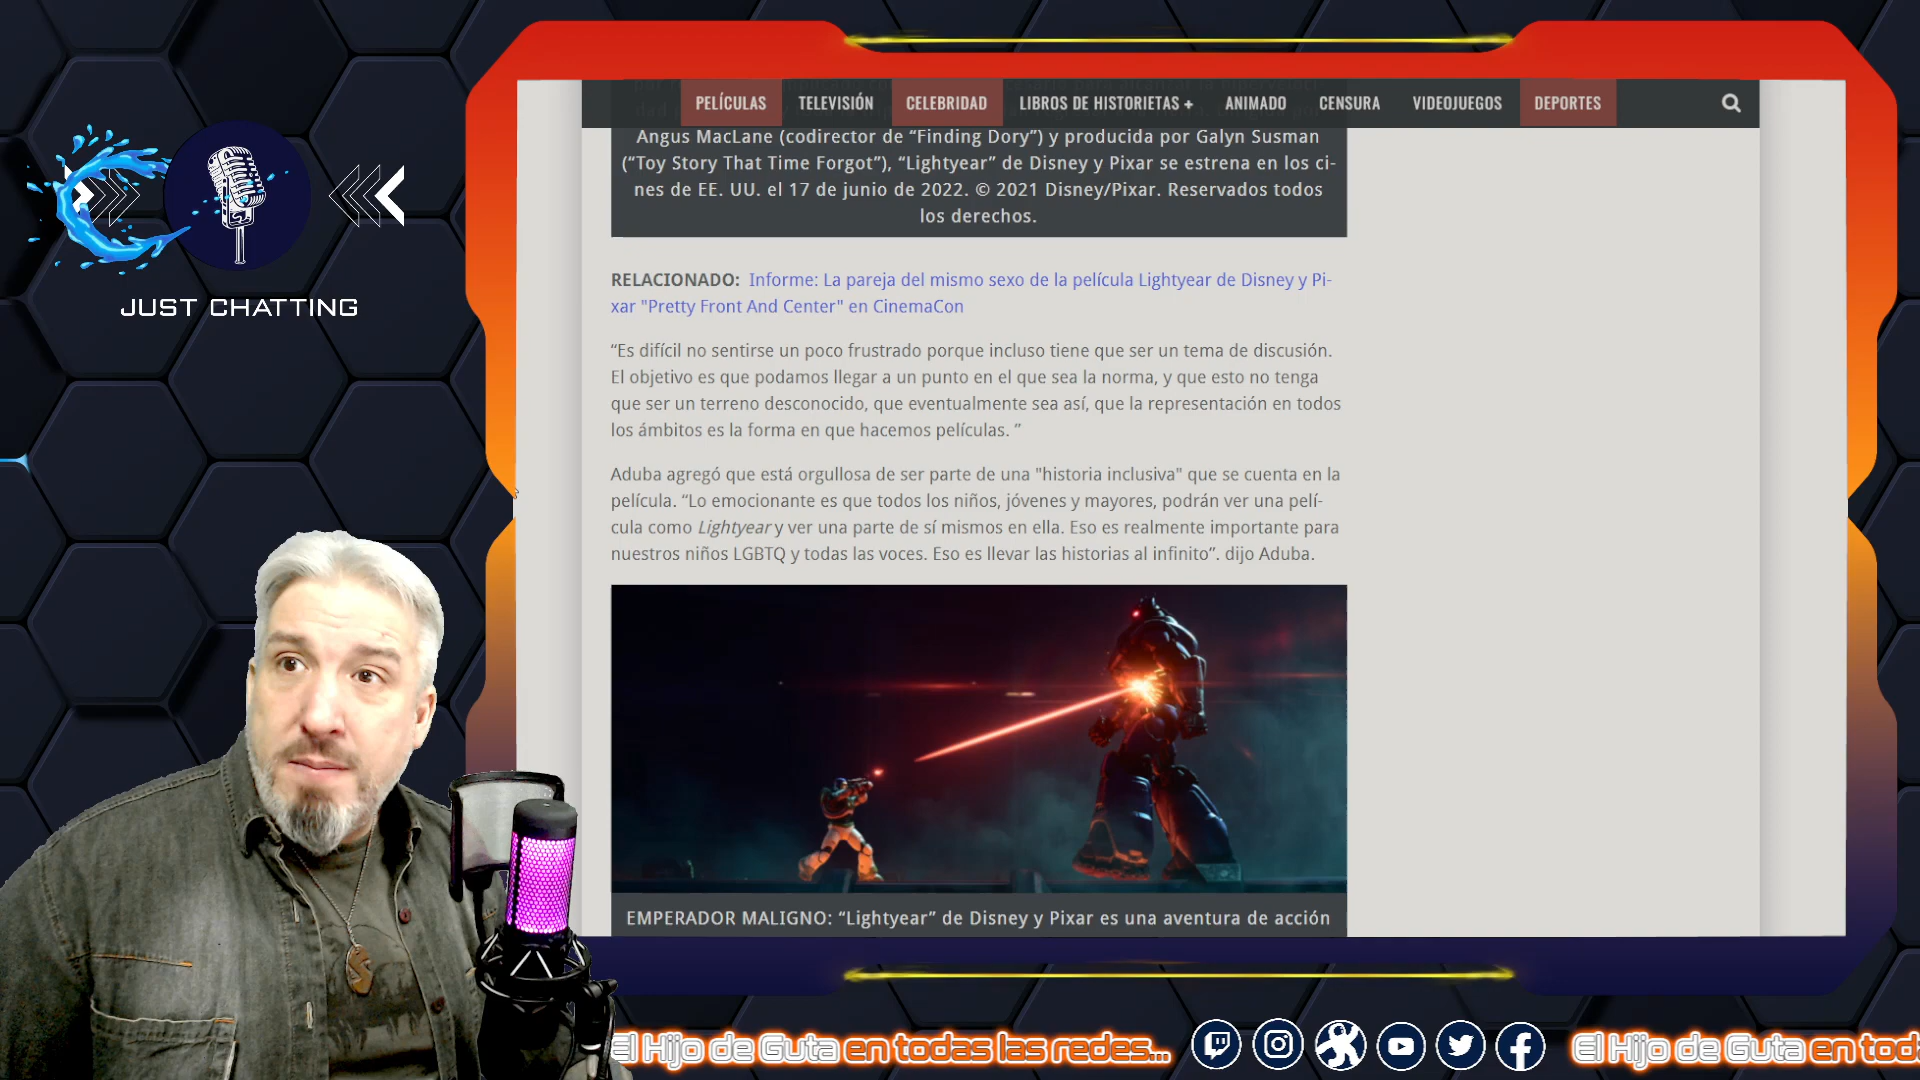 PELÍCULAS TELEVISIÓN CELEBRIDAD LIBROS DE HISTORIETAS + ANIMADO CENSURA VIDEOJUEGOS DEPORTES
Angus MacLane (codirector de “Finding Dory”) y producida por Galyn Susman
(“Toy Story That Time Forgot”), “Lightyear” de Disney y Pixar se estrena en los ci-
nes de EE. UU. el 17 de junio de 2022. © 2021 Disney/Pixar. Reservados todos
los derechos.
JUST CHATTING
RELACIONADO: Informe: La pareja del mismo sexo de la película Lightyear de Disney y Pi-
xar "Pretty Front And Center" en CinemaCon
“Es difícil no sentirse un poco frustrado porque incluso tiene que ser un tema de discusión.
El objetivo es que podamos llegar a un punto en el que sea la norma, y que esto no tenga
que ser un terreno desconocido, que eventualmente sea así, que la representación en todos
los ámbitos es la forma en que hacemos películas. ”
Aduba agregó que está orgullosa de ser parte de una "historia inclusiva" que se cuenta en la
película. “Lo emocionante es que todos los niños, jóvenes y mayores, podrán ver una pelí-
cula como Lightyear y ver una parte de sí mismos en ella. Eso es realmente importante para
nuestros niños LGBTQ y todas las voces. Eso es llevar las historias al infinito”. dijo Aduba.
EMPERADOR MALIGNO: “Lightyear” de Disney y Pixar es una aventura de acción
El Hijo de Guta en todas las redes... El Hijo de Guta en tod